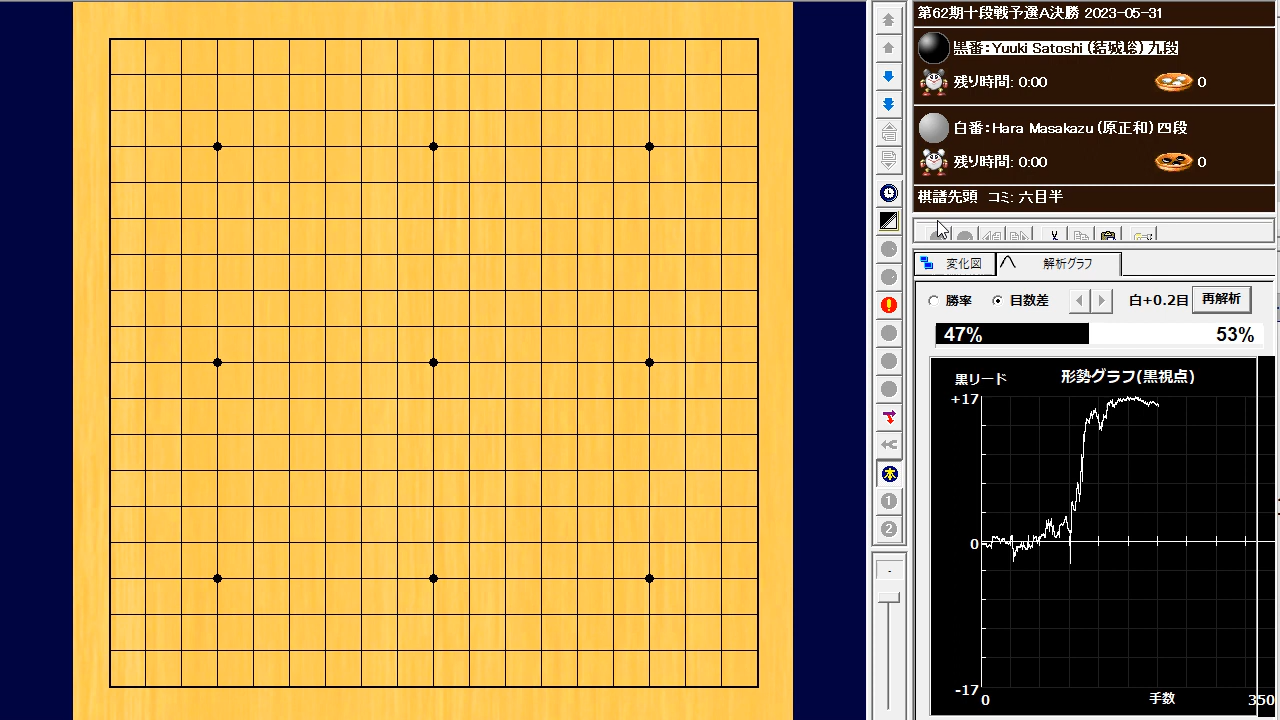 第62期十段戦予選A決勝 2023-05-31
黒番:Yuuki Satoshi (結城聡) 九段
残り時間: 0:00
0
白番:Hara Masakazu (原正和) 四段
残り時間: 0:00
0
棋譜先頭 コミ: 六目半
変化図
解析グラフ
勝率
目数差
白+0.2目
再解析
47%
53%
黒リード
形勢グラフ(黒視点)
+17
0
-17
0
手数
350
本
1
2
-